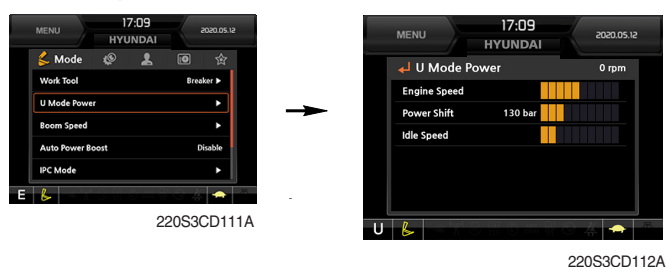 MENU 17:09 2020.05.12
HYUNDAI
Mode
Work Tool Breaker ▶
U Mode Power ▶
Boom Speed ▶
Auto Power Boost Disable
IPC Mode ▶
E
220S3CD111A
MENU 17:09 2020.05.12
HYUNDAI
U Mode Power 0 rpm
Engine Speed
Power Shift 130 bar
Idle Speed
U
220S3CD112A